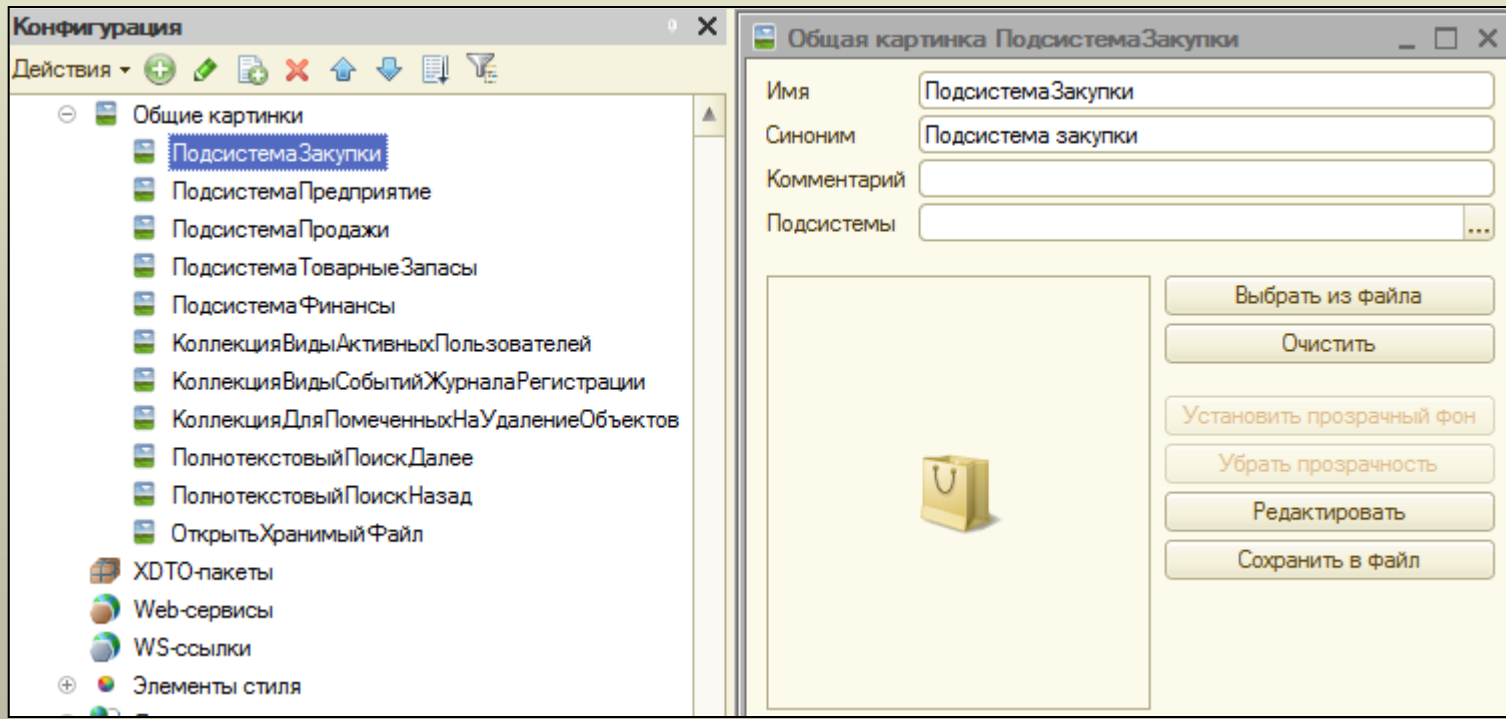 Конфигурация
Действия
Общие картинки
ПодсистемаЗакупки
ПодсистемаПредприятие
ПодсистемаПродажи
ПодсистемаТоварныеЗапасы
ПодсистемаФинансы
КоллекцияВидыАктивныхПользователей
КоллекцияВидыСобытийЖурналаРегистрации
КоллекцияДляПомеченныхНаУдалениеОбъектов
ПолнотекстовыйПоискДалее
ПолнотекстовыйПоискНазад
ОткрытьХранимыйФайл
XDTO-пакеты
Web-сервисы
WS-ссылки
Элементы стиля
Общая картинка ПодсистемаЗакупки
Имя ПодсистемаЗакупки
Синоним Подсистема закупки
Комментарий
Подсистемы ...
Выбрать из файла
Очистить
Установить прозрачный фон
Убрать прозрачность
Редактировать
Сохранить в файл